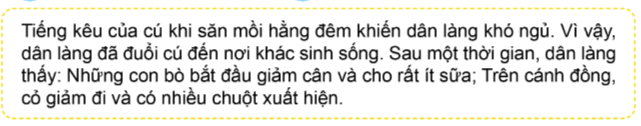 Tiếng kêu của cú khi săn mồi hằng đêm khiến dân làng khó ngủ. Vì vậy,
dân làng đã đuổi cú đến nơi khác sinh sống. Sau một thời gian, dân làng
thấy: Những con bò bắt đầu giảm cân và cho rất ít sữa; Trên cánh đồng,
cỏ giảm đi và có nhiều chuột xuất hiện.